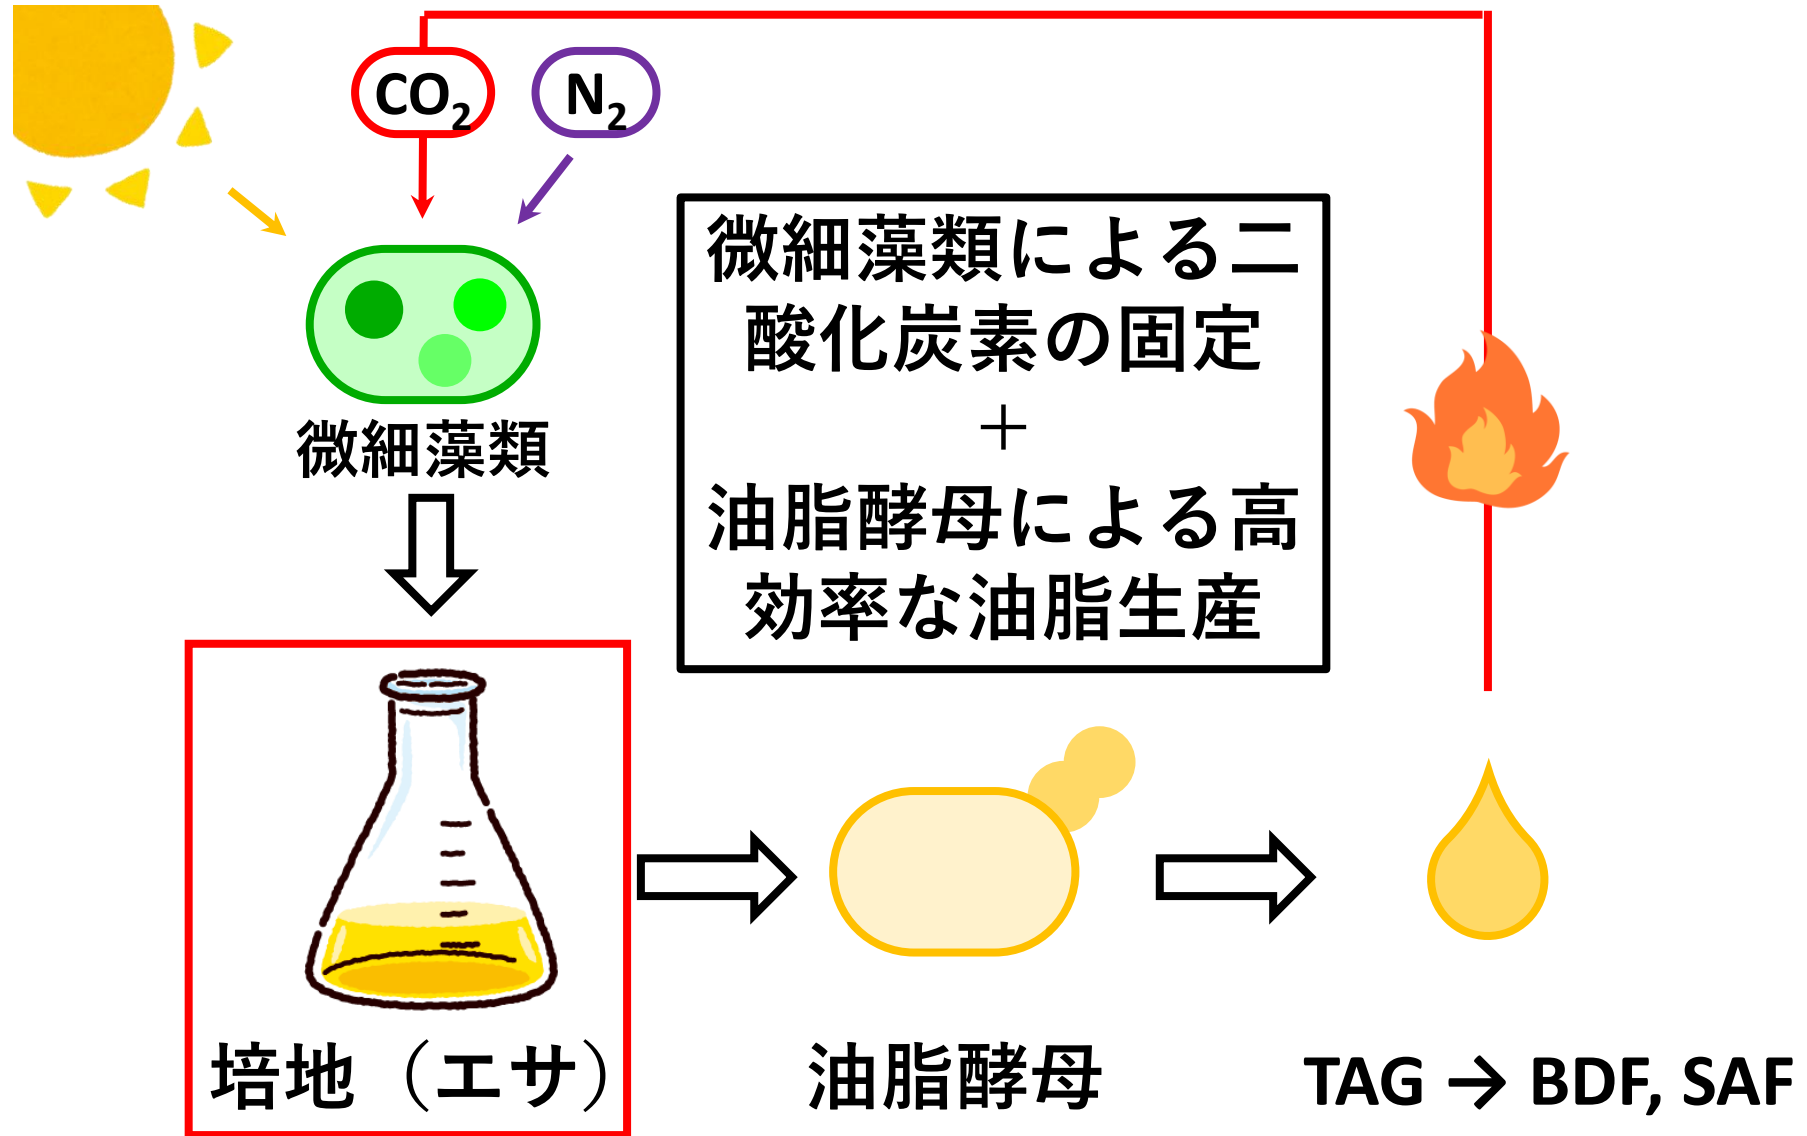 CO₂
N₂
微細藻類による二
酸化炭素の固定
＋
油脂酵母による高
効率な油脂生産
微細藻類
培地（エサ）
油脂酵母
TAG → BDF, SAF